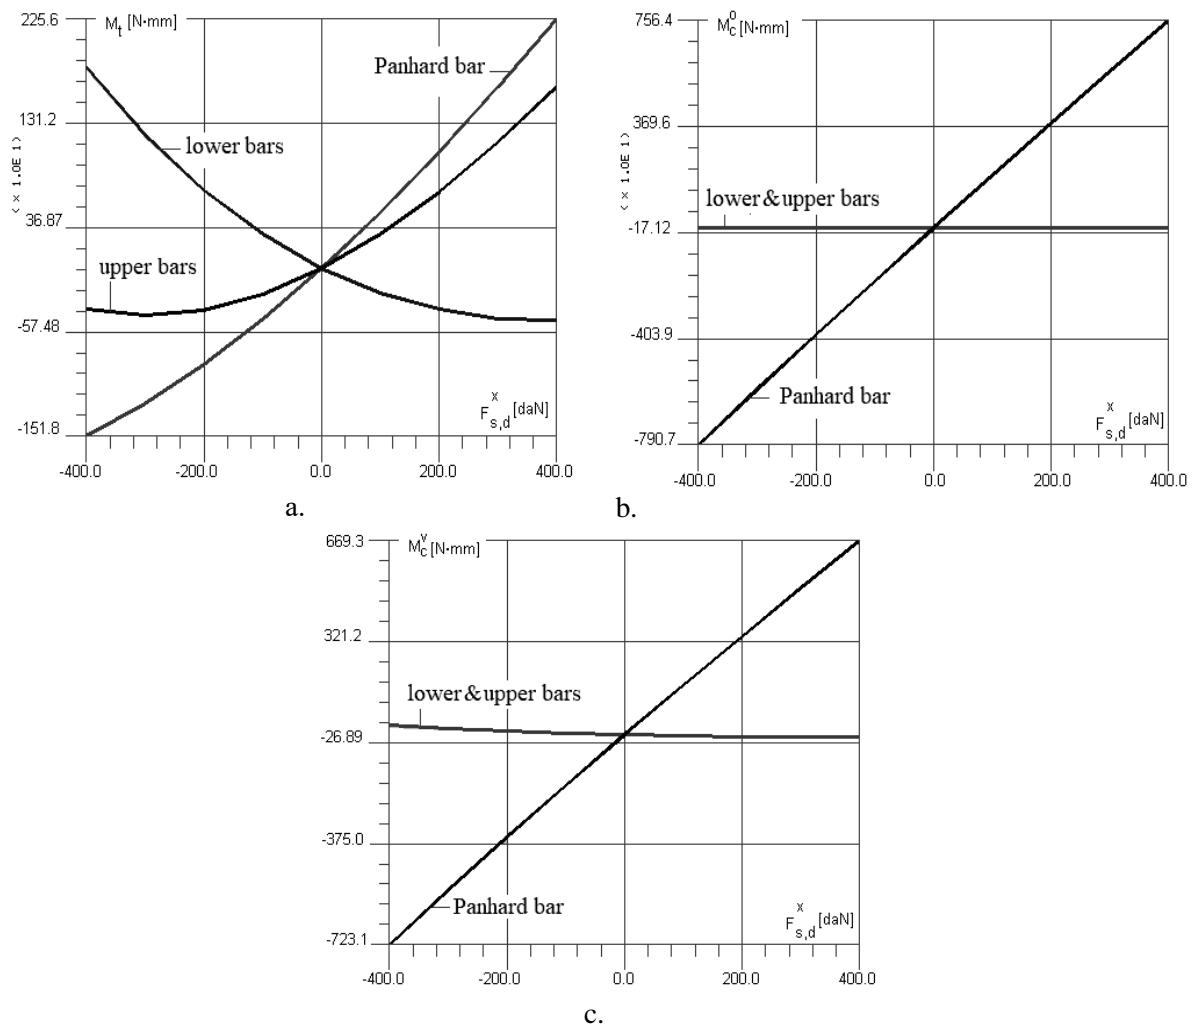 225.6
M_t [N·mm]
Panhard bar
131.2
lower bars
(x 1.0E 1)
36.87
upper bars
-57.48
F^x_s,d [daN]
-151.8
-400.0 -200.0 0.0 200.0 400.0
a.
756.4
M^o_c [N·mm]
369.6
(x 1.0E 1)
lower&upper bars
-17.12
-403.9
Panhard bar
F^x_s,d [daN]
-790.7
-400.0 -200.0 0.0 200.0 400.0
b.
669.3
M^v_c [N·mm]
321.2
lower&upper bars
-26.89
-375.0
Panhard bar
F^x_s,d [daN]
-723.1
-400.0 -200.0 0.0 200.0 400.0
c.